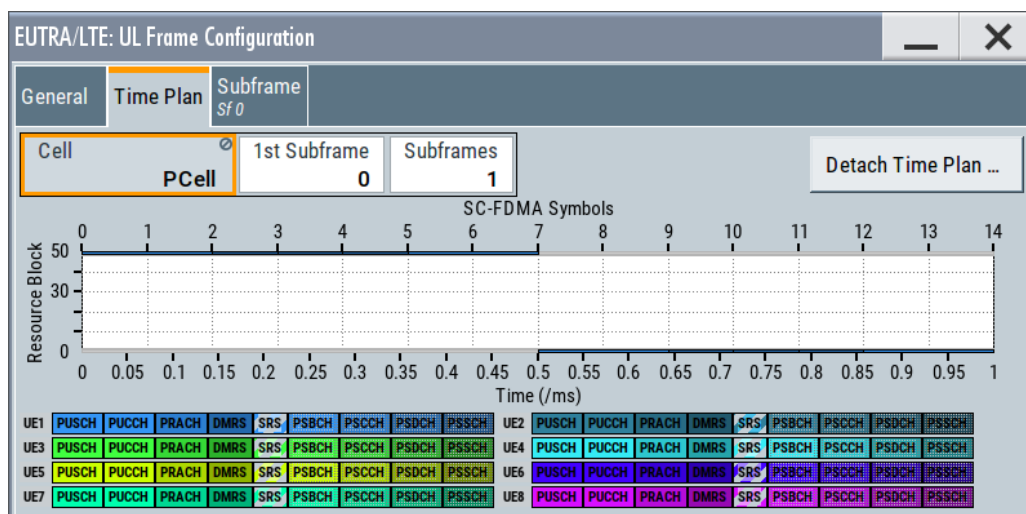 EUTRA/LTE: UL Frame Configuration
General Time Plan Subframe
Sf 0
Cell 1st Subframe Subframes
PCell 0 1
Detach Time Plan ...
SC-FDMA Symbols
0 1 2 3 4 5 6 7 8 9 10 11 12 13 14
Resource Block
50
30
0
0 0.05 0.1 0.15 0.2 0.25 0.3 0.35 0.4 0.45 0.5 0.55 0.6 0.65 0.7 0.75 0.8 0.85 0.9 0.95 1
Time (/ms)
UE1 PUSCH PUCCH PRACH DMRS SRS PSBCH PSCCH PSDCH PSSCH UE2 PUSCH PUCCH PRACH DMRS SRS PSBCH PSCCH PSDCH PSSCH
UE3 PUSCH PUCCH PRACH DMRS SRS PSBCH PSCCH PSDCH PSSCH UE4 PUSCH PUCCH PRACH DMRS SRS PSBCH PSCCH PSDCH PSSCH
UE5 PUSCH PUCCH PRACH DMRS SRS PSBCH PSCCH PSDCH PSSCH UE6 PUSCH PUCCH PRACH DMRS SRS PSBCH PSCCH PSDCH PSSCH
UE7 PUSCH PUCCH PRACH DMRS SRS PSBCH PSCCH PSDCH PSSCH UE8 PUSCH PUCCH PRACH DMRS SRS PSBCH PSCCH PSDCH PSSCH